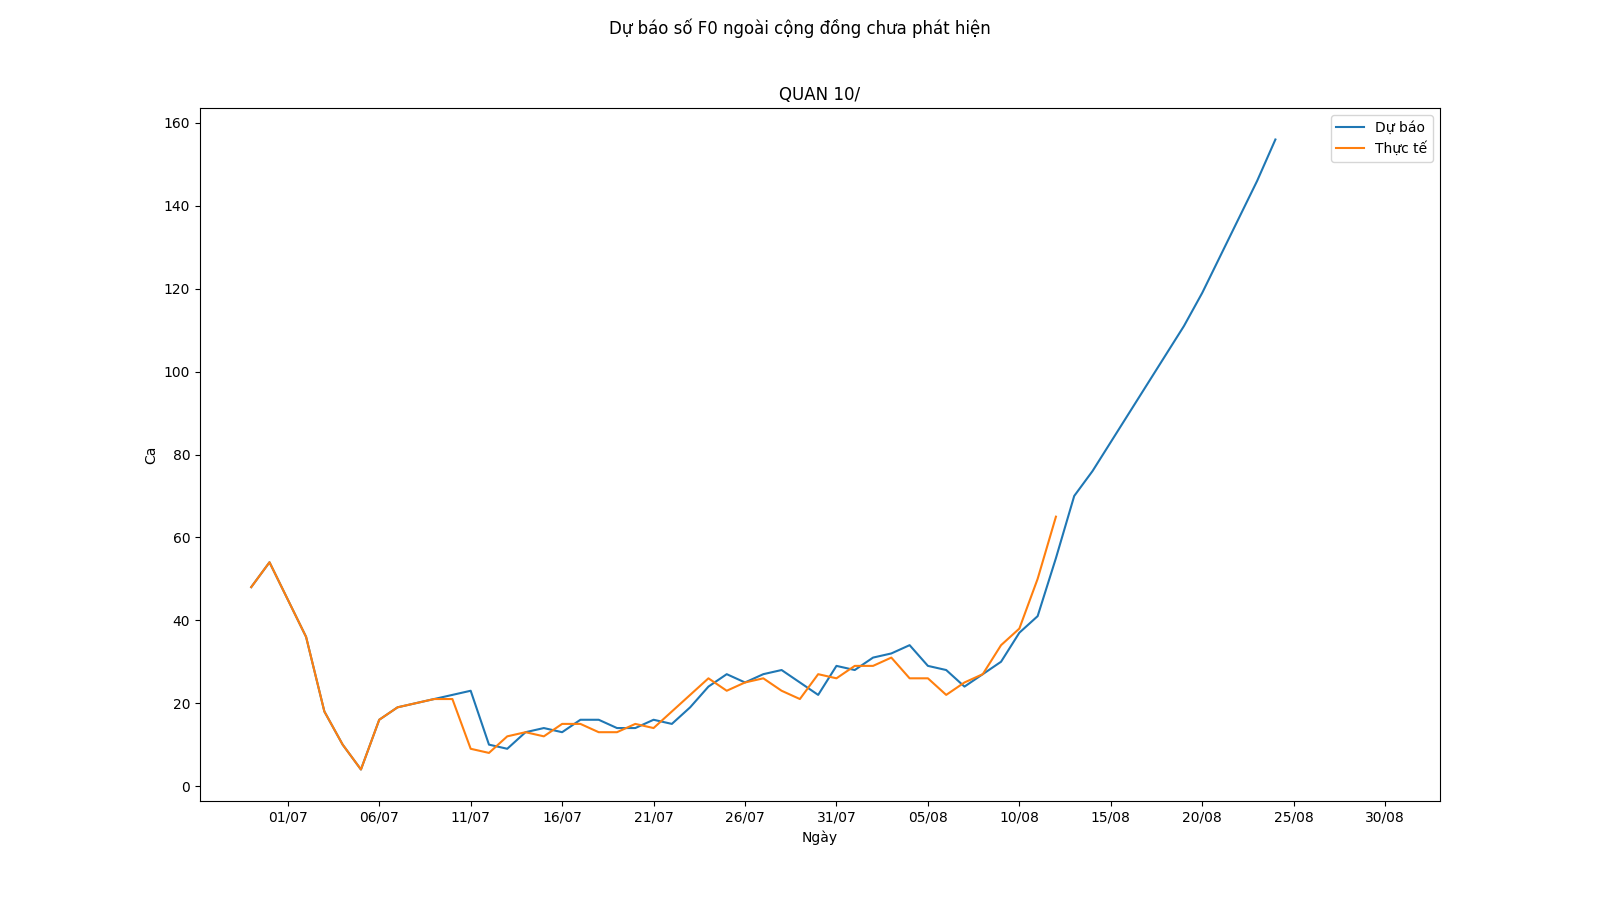 Dự báo số F0 ngoài cộng đồng chưa phát hiện
QUAN 10/
Dự báo
Thực tế
160
140
120
100
80
60
40
20
0
Ca
01/07 06/07 11/07 16/07 21/07 26/07 31/07 05/08 10/08 15/08 20/08 25/08 30/08
Ngày